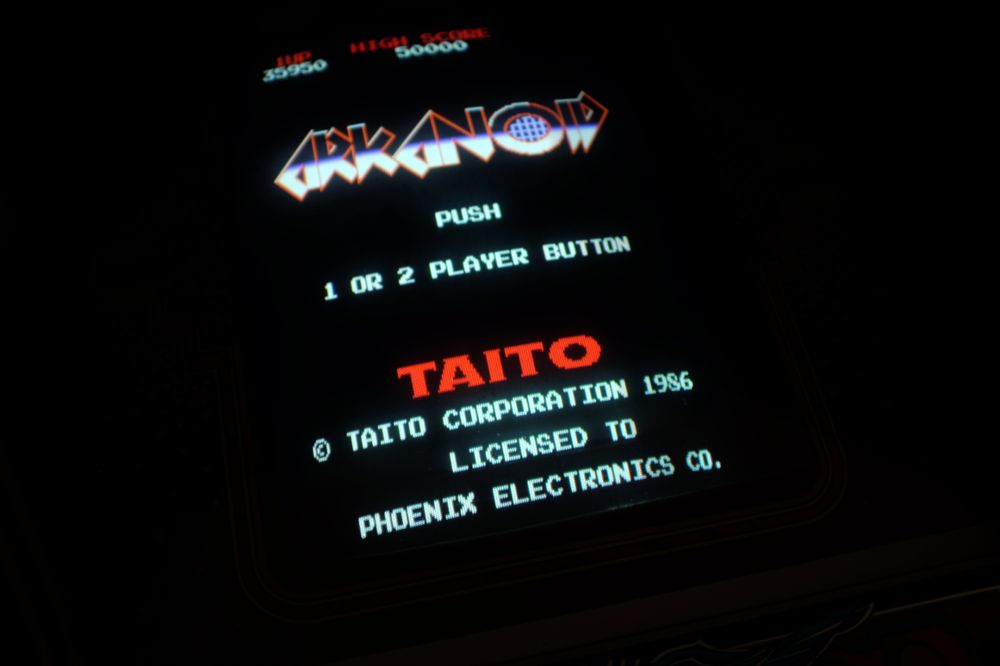 1UP HIGH SCORE
35950 50000
ARKANOID
PUSH
1 OR 2 PLAYER BUTTON
TAITO
© TAITO CORPORATION 1986
LICENSED TO
PHOENIX ELECTRONICS CO.